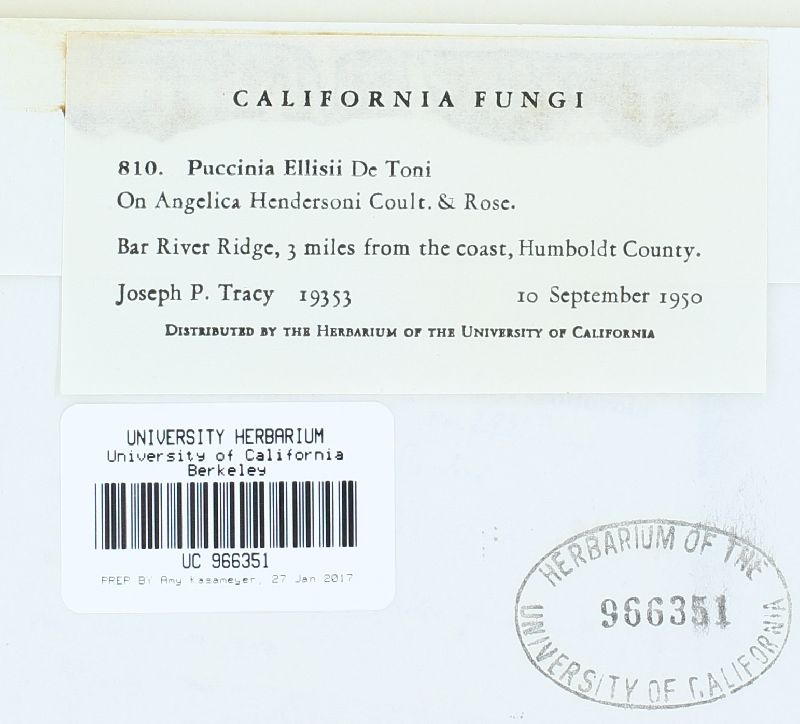 CALIFORNIA FUNGI
810. Puccinia Ellisii De Toni
On Angelica Hendersoni Coult. & Rose.
Bar River Ridge, 3 miles from the coast, Humboldt County.
Joseph P. Tracy 19353 10 September 1950
DISTRIBUTED BY THE HERBARIUM OF THE UNIVERSITY OF CALIFORNIA
UNIVERSITY HERBARIUM
University of California
Berkeley
UC 966351
PREP By Amy Kasameyer, 27 Jan 2017
HERBARIUM OF THE
966351
UNIVERSITY OF CALIFORNIA